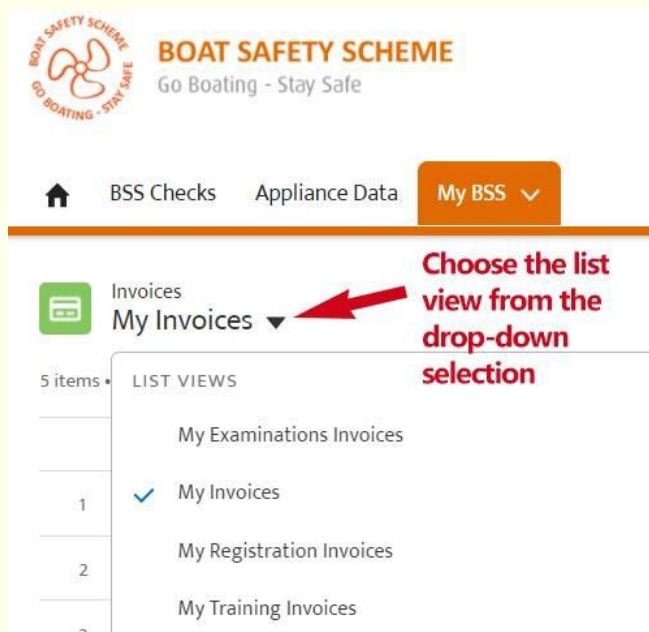 BOAT SAFETY SCHEME
GO BOATING - STAY SAFE
BOAT SAFETY SCHEME
Go Boating - Stay Safe
BSS Checks Appliance Data My BSS
Invoices
My Invoices
Choose the list
view from the
drop-down
selection
5 items •
LIST VIEWS
My Examinations Invoices
1
My Invoices
2
My Registration Invoices
My Training Invoices